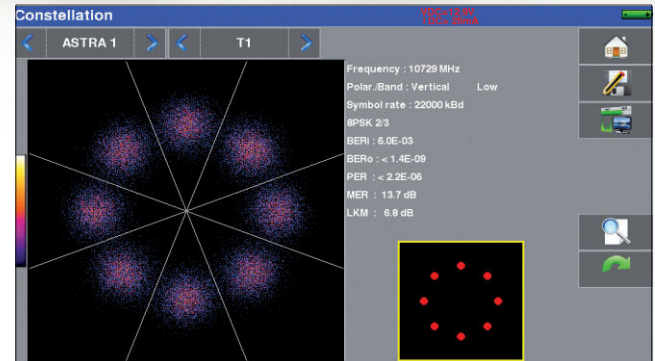 Constellation
ASTRA 1
T1
Frequency : 10729 MHz
Polar./Band : Vertical Low
Symbol rate : 22000 kBd
8PSK 2/3
BERi : 6.0E-03
BERo : < 1.4E-09
PER : < 2.2E-06
MER : 13.7 dB
LKM : 6.8 dB